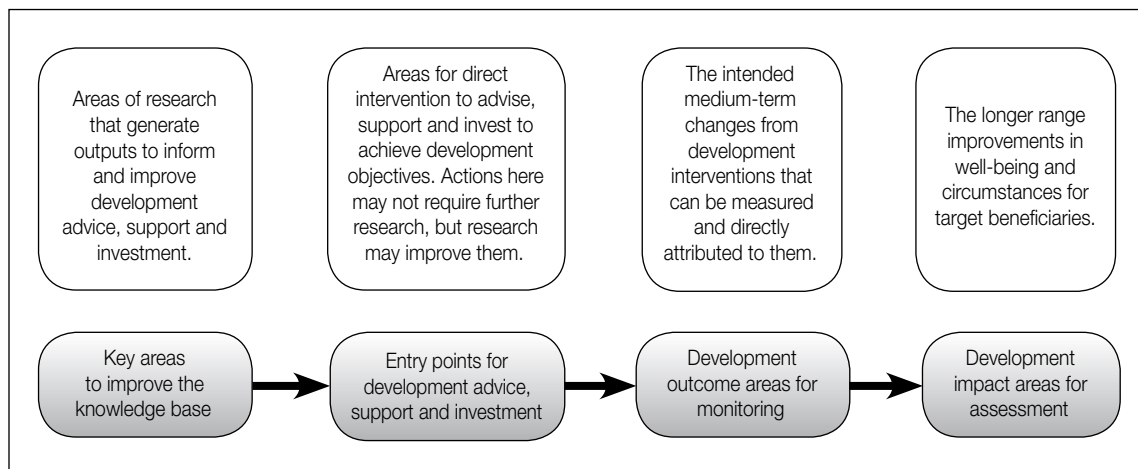 Areas of research
that generate
outputs to inform
and improve
development
advice, support and
investment.
Areas for direct
intervention to advise,
support and invest to
achieve development
objectives. Actions here
may not require further
research, but research
may improve them.
The intended
medium-term
changes from
development
interventions that
can be measured
and directly
attributed to them.
The longer range
improvements in
well-being and
circumstances for
target beneficiaries.
Key areas
to improve the
knowledge base
Entry points for
development advice,
support and investment
Development
outcome areas for
monitoring
Development
impact areas for
assessment